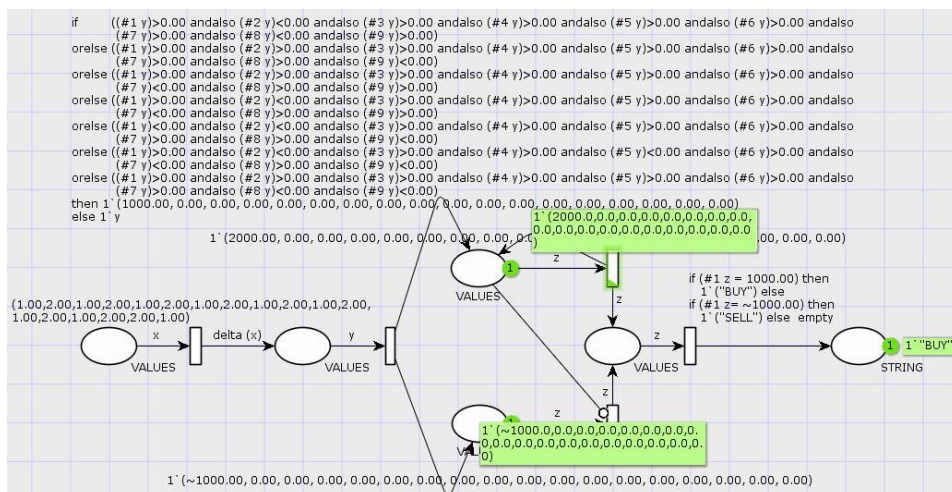 if ((#1 y)>0.00 andalso (#2 y)<0.00 andalso (#3 y)>0.00 andalso (#4 y)>0.00 andalso (#5 y)>0.00 andalso (#6 y)>0.00 andalso
(#7 y)>0.00 andalso (#8 y)<0.00 andalso (#9 y)>0.00)
orelse ((#1 y)>0.00 andalso (#2 y)>0.00 andalso (#3 y)>0.00 andalso (#4 y)>0.00 andalso (#5 y)>0.00 andalso (#6 y)>0.00 andalso
(#7 y)>0.00 andalso (#8 y)>0.00 andalso (#9 y)<0.00)
orelse ((#1 y)>0.00 andalso (#2 y)>0.00 andalso (#3 y)>0.00 andalso (#4 y)>0.00 andalso (#5 y)>0.00 andalso (#6 y)>0.00 andalso
(#7 y)<0.00 andalso (#8 y)>0.00 andalso (#9 y)>0.00)
orelse ((#1 y)>0.00 andalso (#2 y)<0.00 andalso (#3 y)>0.00 andalso (#4 y)>0.00 andalso (#5 y)>0.00 andalso (#6 y)>0.00 andalso
(#7 y)<0.00 andalso (#8 y)>0.00 andalso (#9 y)>0.00)
orelse ((#1 y)<0.00 andalso (#2 y)<0.00 andalso (#3 y)>0.00 andalso (#4 y)>0.00 andalso (#5 y)>0.00 andalso (#6 y)>0.00 andalso
(#7 y)>0.00 andalso (#8 y)>0.00 andalso (#9 y)<0.00)
orelse ((#1 y)>0.00 andalso (#2 y)<0.00 andalso (#3 y)>0.00 andalso (#4 y)>0.00 andalso (#5 y)<0.00 andalso (#6 y)>0.00 andalso
(#7 y)<0.00 andalso (#8 y)>0.00 andalso (#9 y)<0.00)
orelse ((#1 y)>0.00 andalso (#2 y)>0.00 andalso (#3 y)>0.00 andalso (#4 y)>0.00 andalso (#5 y)>0.00 andalso (#6 y)>0.00 andalso
(#7 y)>0.00 andalso (#8 y)<0.00 andalso (#9 y)<0.00)
then 1`(1000.00, 0.00, 0.00, 0.00, 0.00, 0.00, 0.00, 0.00, 0.00, 0.00, 0.00, 0.00, 0.00, 0.00, 0.00, 0.00)
else 1`y
1`(2000.0,0.0,0.0,0.0,0.0,0.0,0.0,0.0,
0.0,0.0,0.0,0.0,0.0,0.0,0.0,0.0,0.0
)
1`(2000.00, 0.00, 0.00, 0.00, 0.00, 0.00, 0.00, 0.00, 0.00, 0.00, 0.00)
1
z
VALUES
if (#1 z = 1000.00) then
1`("BUY") else
if (#1 z= ~1000.00) then
1`("SELL") else empty
z
(1.00,2.00,1.00,2.00,1.00,2.00,1.00,2.00,1.00,2.00,1.00,2.00,
1.00,2.00,1.00,2.00,2.00,1.00)
x
delta (x)
y
z
1
1`"BUY"
VALUES
VALUES
VALUES
STRING
z
z
1`(~1000.0,0.0,0.0,0.0,0.0,0.0,0.0,0.
0,0.0,0.0,0.0,0.0,0.0,0.0,0.0,0.0,0.
0)
1`(~1000.00, 0.00, 0.00, 0.00, 0.00, 0.00, 0.00, 0.00, 0.00, 0.00, 0.00, 0.00, 0.00, 0.00, 0.00, 0.00, 0.00)